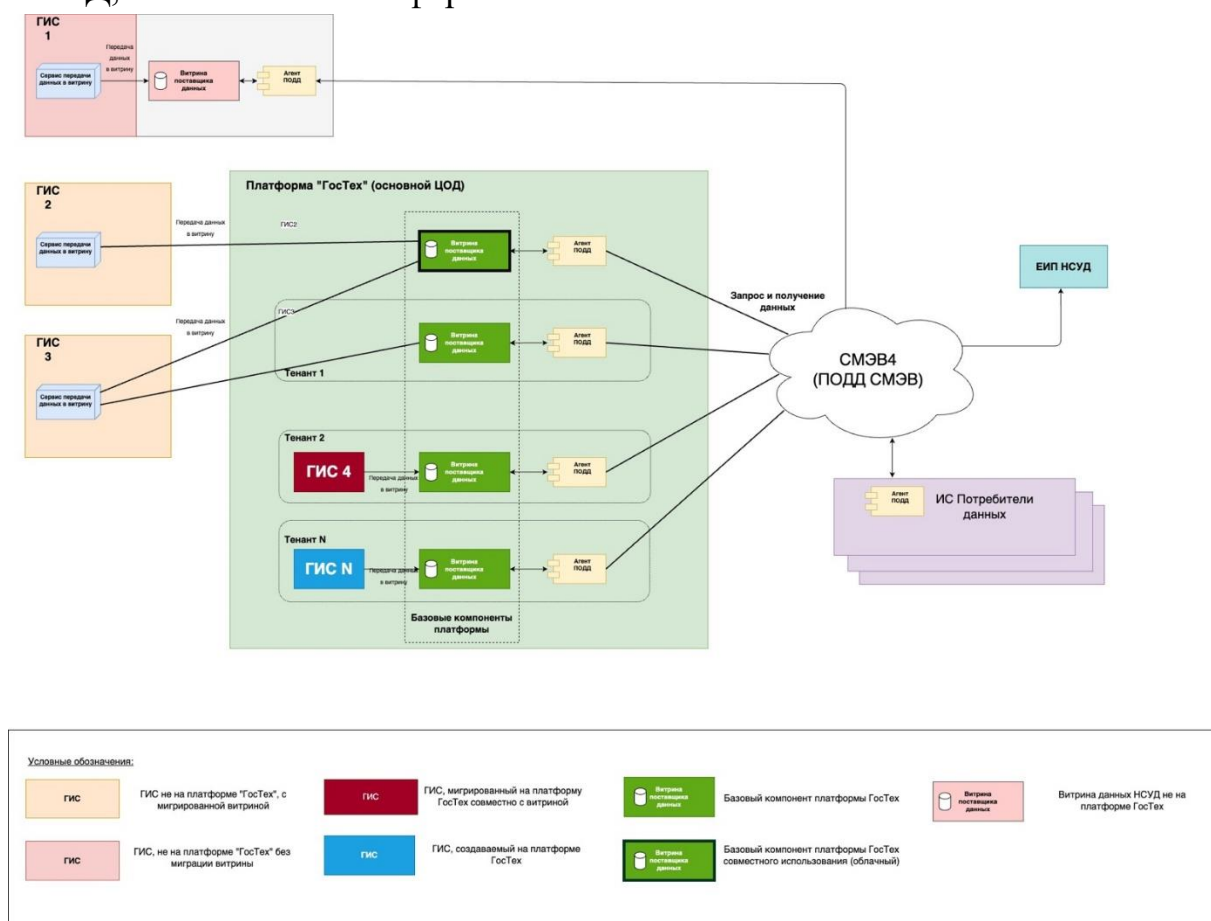 ГИС
1
Передача
данных
в витрину
Сервис передачи
данных в витрину
Витрина
поставщика
данных
Агент
ПОДД
ГИС
2
Сервис передачи
данных в витрину
Передача данных
в витрину
Платформа "ГосТех" (основной ЦОД)
ГИС2
Витрина
поставщика
данных
Агент
ПОДД
ГИС
3
Сервис передачи
данных в витрину
Передача данных
в витрину
ГИС3
Витрина
поставщика
данных
Агент
ПОДД
Тенант 1
Тенант 2
ГИС 4
Передача данных
в витрину
Витрина
поставщика
данных
Агент
ПОДД
Тенант N
ГИС N
Передача данных
в витрину
Витрина
поставщика
данных
Агент
ПОДД
Базовые компоненты
платформы
Запрос и получение
данных
СМЭВ4
(ПОДД СМЭВ)
ЕИП НСУД
Агент
ПОДД
ИС Потребители
данных
Условные обозначения:
ГИС
ГИС не на платформе "ГосТех", с
мигрированной витриной
ГИС
ГИС, мигрированный на платформу
ГосТех совместно с витриной
Витрина
поставщика
данных
Базовый компонент платформы ГосТех
Витрина
поставщика
данных
Витрина данных НСУД не на
платформе ГосТех
ГИС
ГИС, не на платформе "ГосТех" без
миграции витрины
ГИС
ГИС, создаваемый на платформе
ГосТех
Витрина
поставщика
данных
Базовый компонент платформы ГосТех
совместного использования (облачный)